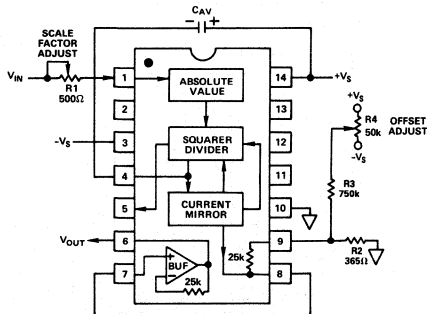 CAV
− +
SCALE
FACTOR
ADJUST
VIN
R1
500Ω
1
ABSOLUTE
VALUE
14
+VS
2
13
+VS
R4
50k
OFFSET
ADJUST
−VS
−VS
3
SQUARER
DIVIDER
12
4
11
R3
750k
5
CURRENT
MIRROR
10
VOUT
6
25k
9
R2
365Ω
7
+
−
BUF
25k
8